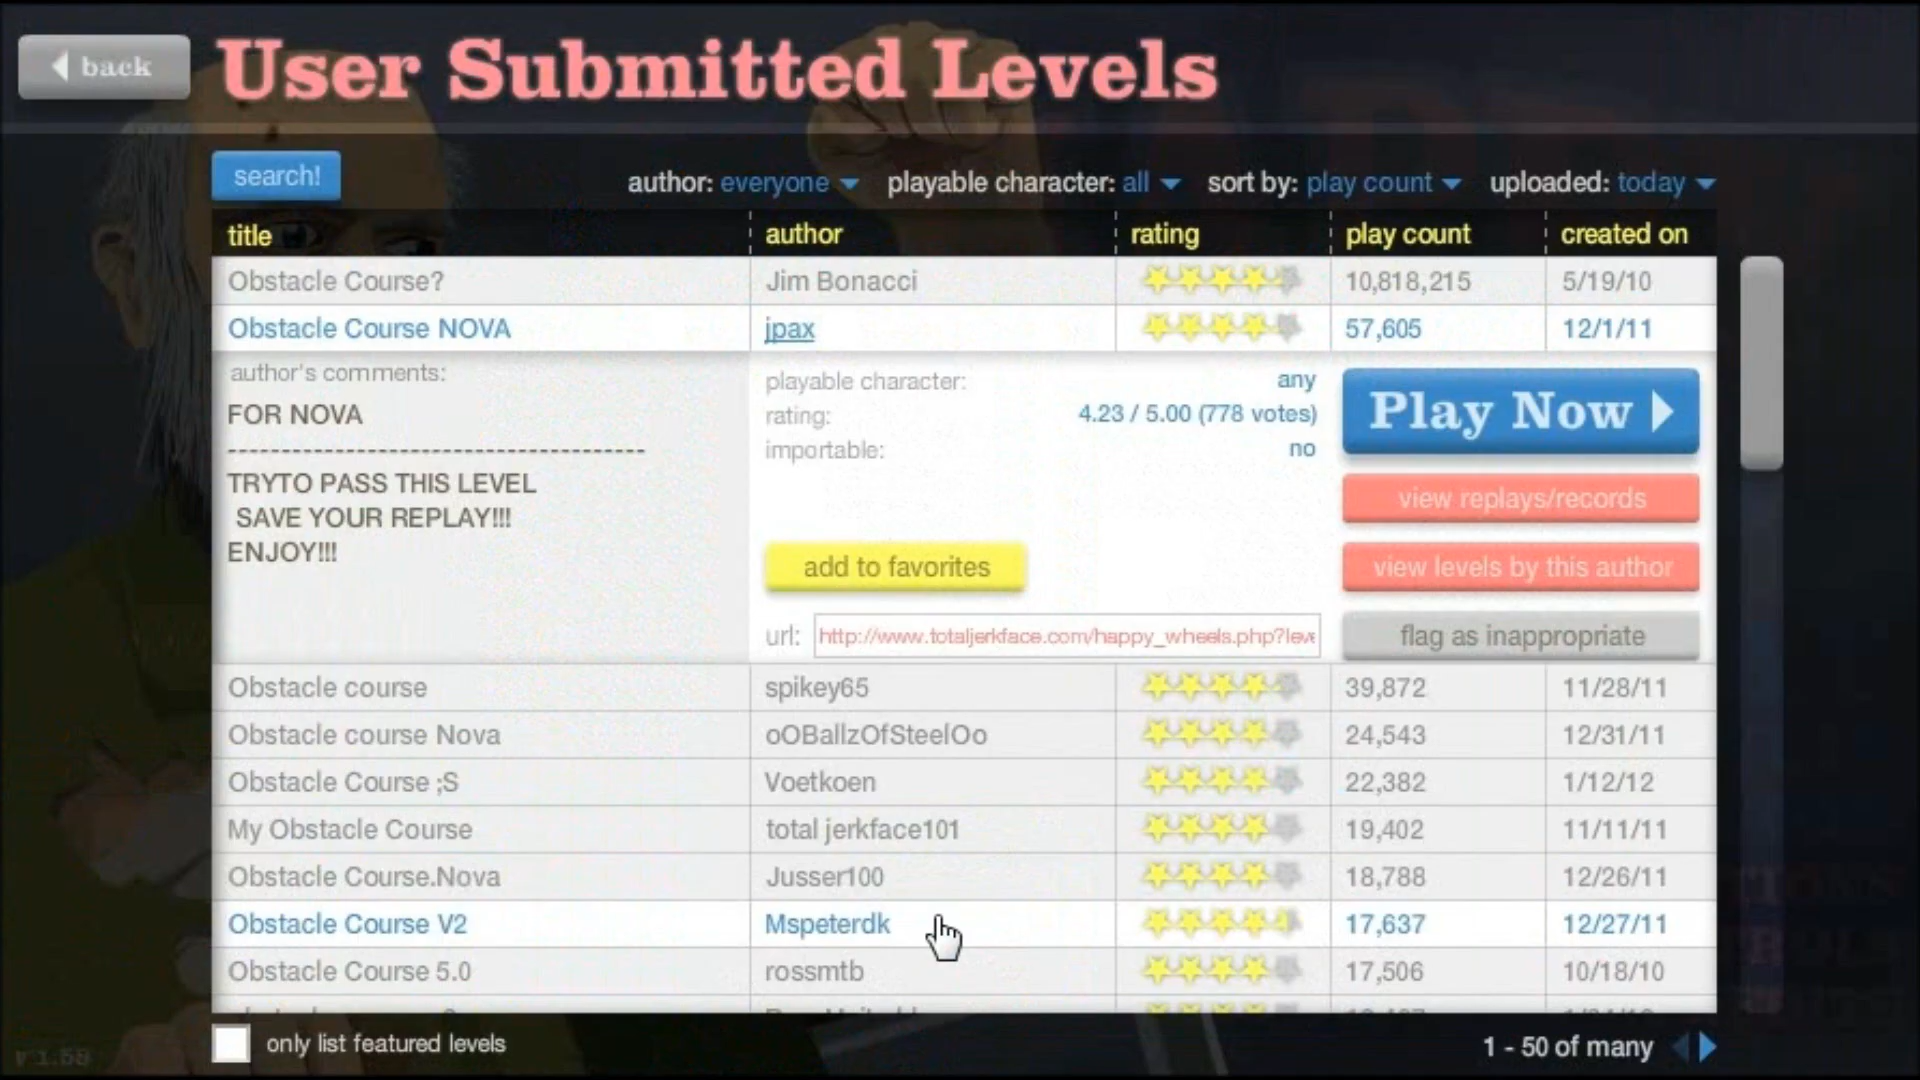 back User Submitted Levels
search! author: everyone playable character: all sort by: play count uploaded: today
title author rating play count created on
Obstacle Course? Jim Bonacci 10,818,215 5/19/10
Obstacle Course NOVA jpax 57,605 12/1/11
author's comments:
FOR NOVA
---------------------------------------
TRYTO PASS THIS LEVEL
SAVE YOUR REPLAY!!!
ENJOY!!!
playable character: any
rating: 4.23 / 5.00 (778 votes)
importable: no
add to favorites
url: http://www.totaljerkface.com/happy_wheels.php?leve
Play Now
view replays/records
view levels by this author
flag as inappropriate
Obstacle course spikey65 39,872 11/28/11
Obstacle course Nova oOBallzOfSteelOo 24,543 12/31/11
Obstacle Course ;S Voetkoen 22,382 1/12/12
My Obstacle Course total jerkface101 19,402 11/11/11
Obstacle Course.Nova Jusser100 18,788 12/26/11
Obstacle Course V2 Mspeterdk 17,637 12/27/11
Obstacle Course 5.0 rossmtb 17,506 10/18/10
only list featured levels 1 - 50 of many
v 1.58